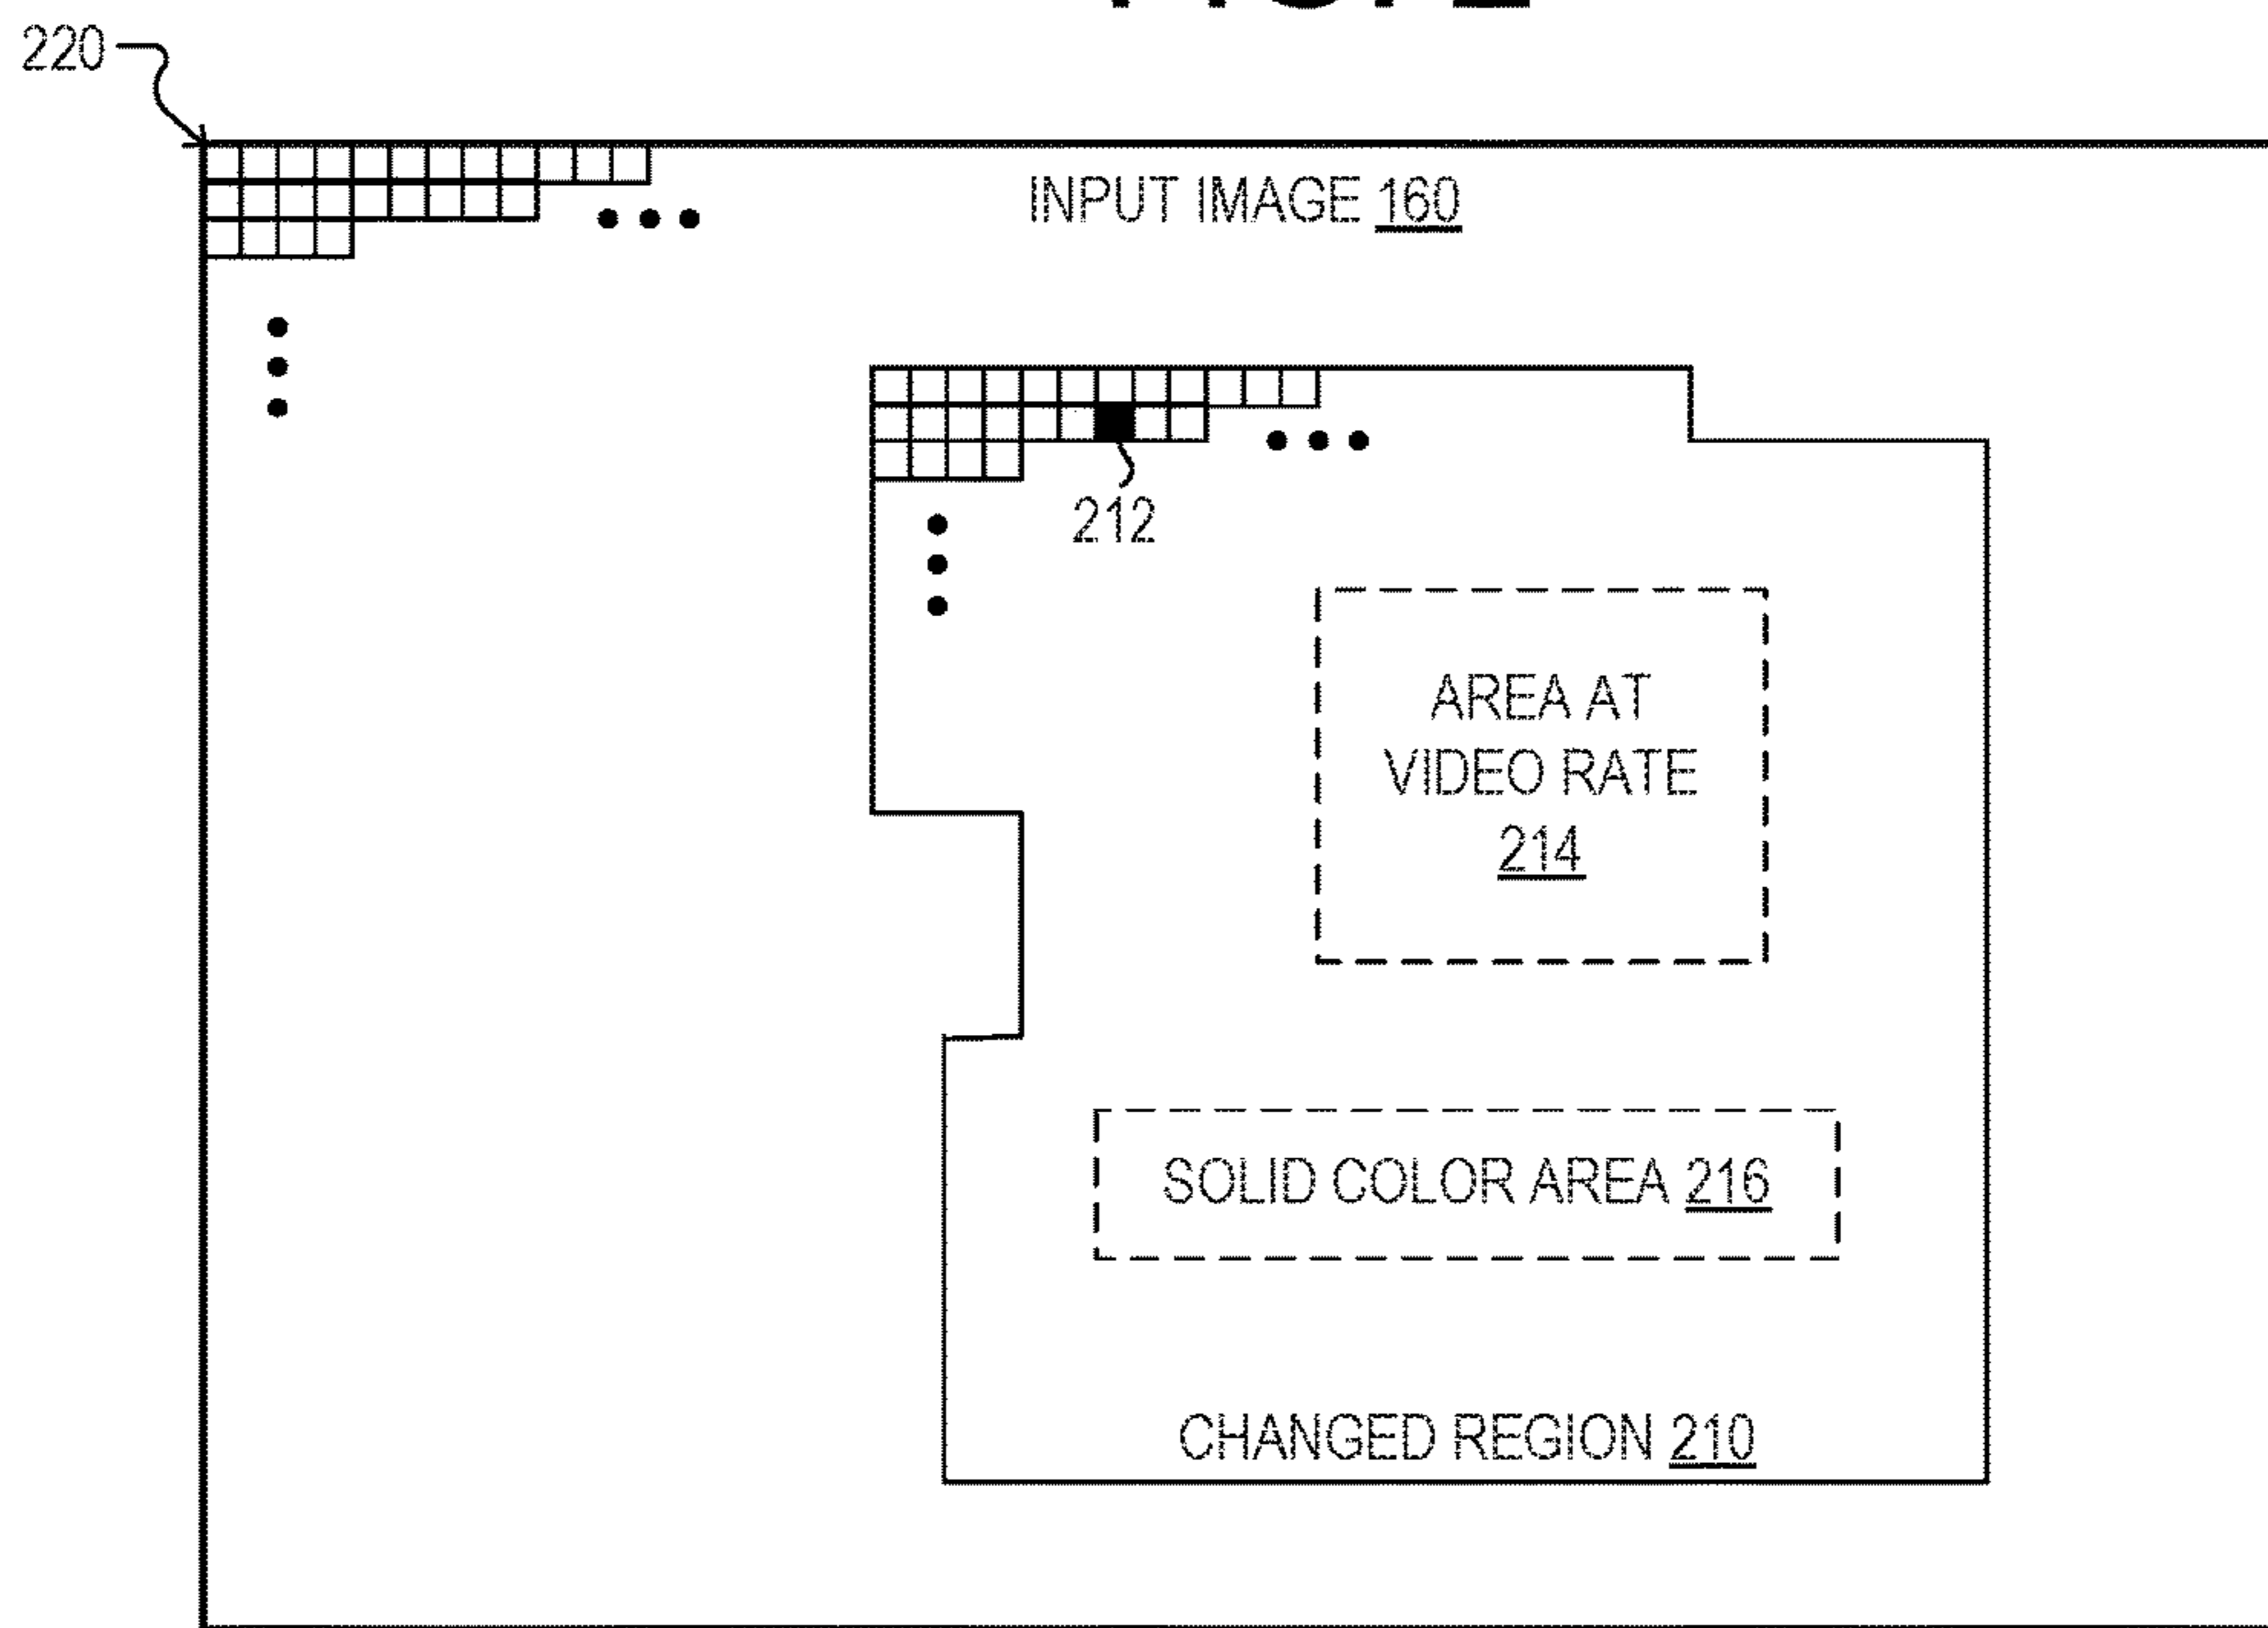 220
INPUT IMAGE 160
212
AREA AT
VIDEO RATE
214
SOLID COLOR AREA 216
CHANGED REGION 210